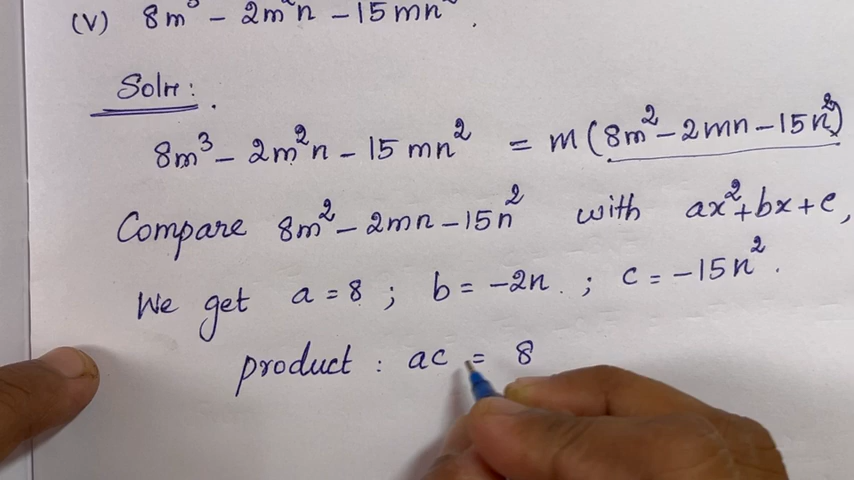 (V) 8m³ - 2m²n - 15mn² .
Soln:
8m³ - 2m²n - 15mn² = m(8m² - 2mn - 15n²)
Compare 8m² - 2mn - 15n² with ax² + bx + c,
We get a = 8 ; b = -2n . ; c = -15n² .
product : ac = 8